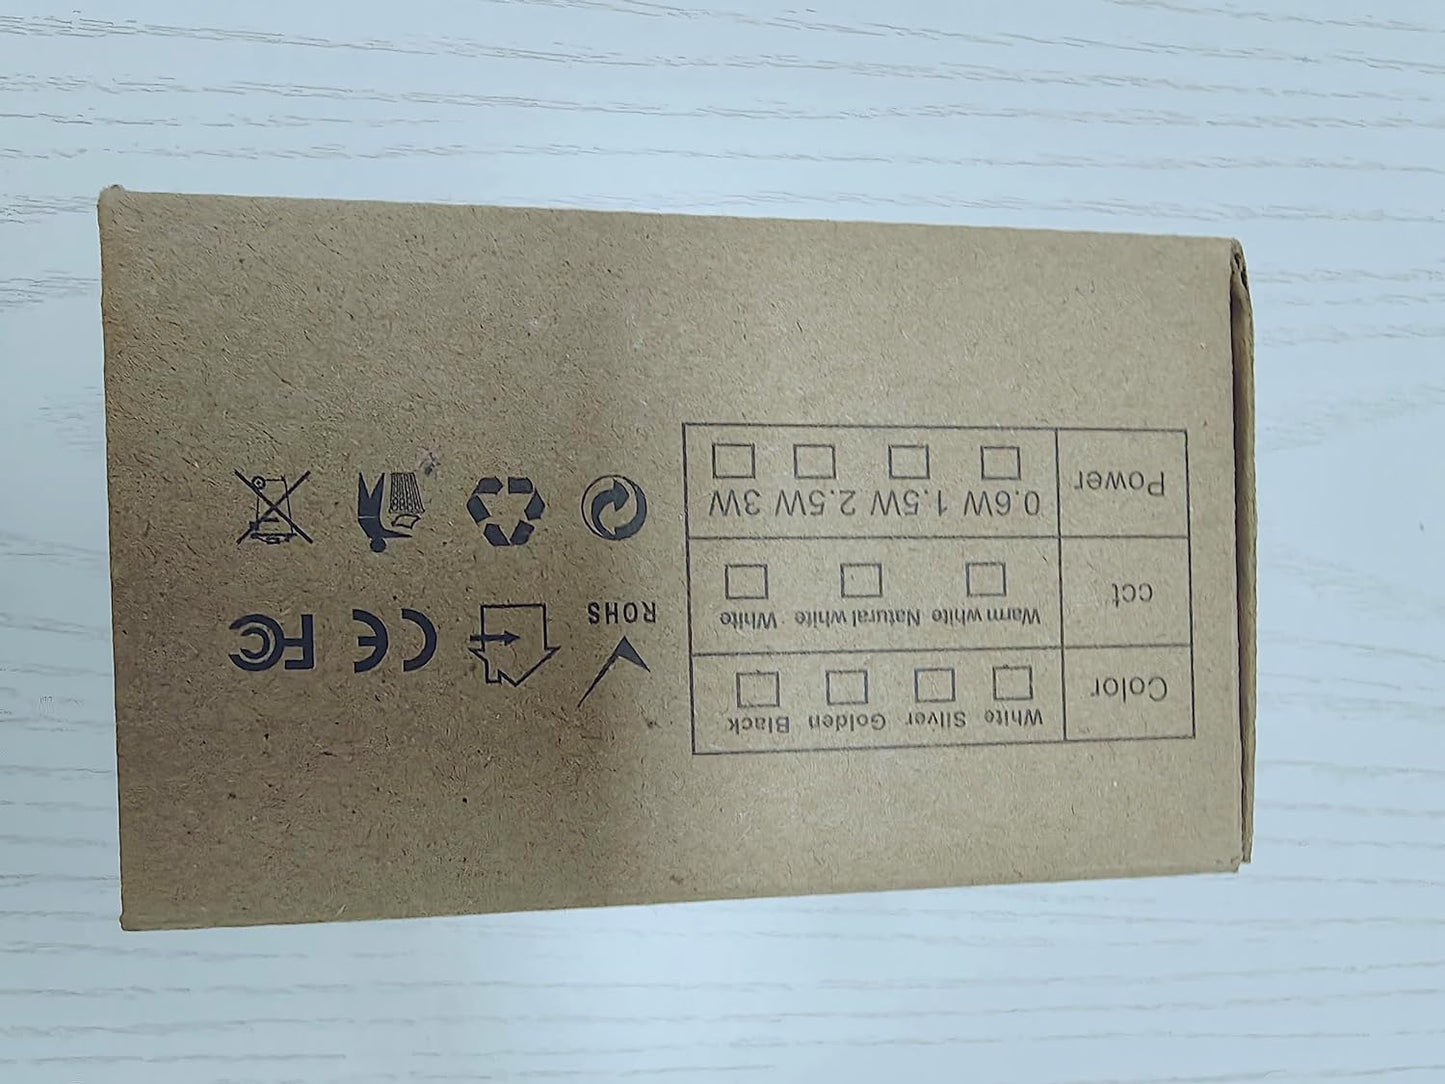 Color
White Silver Golden Black
cct
Warm white Natural white White
Power
0.6W 1.5W 2.5W 3W
ROHS
CE
FC